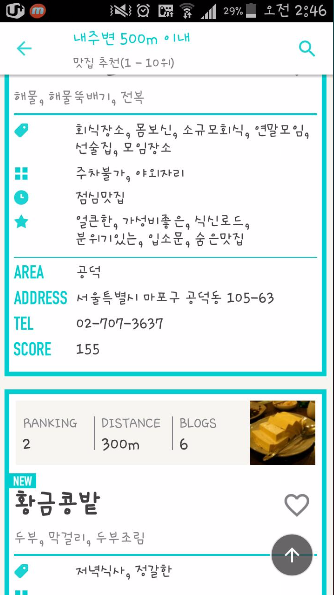 29% 오전 2:46
내주변 500m 이내
맛집 추천(1 - 10위)
해물, 해물뚝배기, 전복
회식장소, 몸보신, 소규모회식, 연말모임,
선술집, 모임장소
주차불가, 야외자리
점심맛집
얼큰한, 가성비좋은, 식신로드,
분위기있는, 입소문, 숨은맛집
AREA 공덕
ADDRESS 서울특별시 마포구 공덕동 105-63
TEL 02-707-3637
SCORE 155
RANKING DISTANCE BLOGS
2 300m 6
NEW
황금콩밭
두부, 막걸리, 두부조림
저녁식사, 정갈한